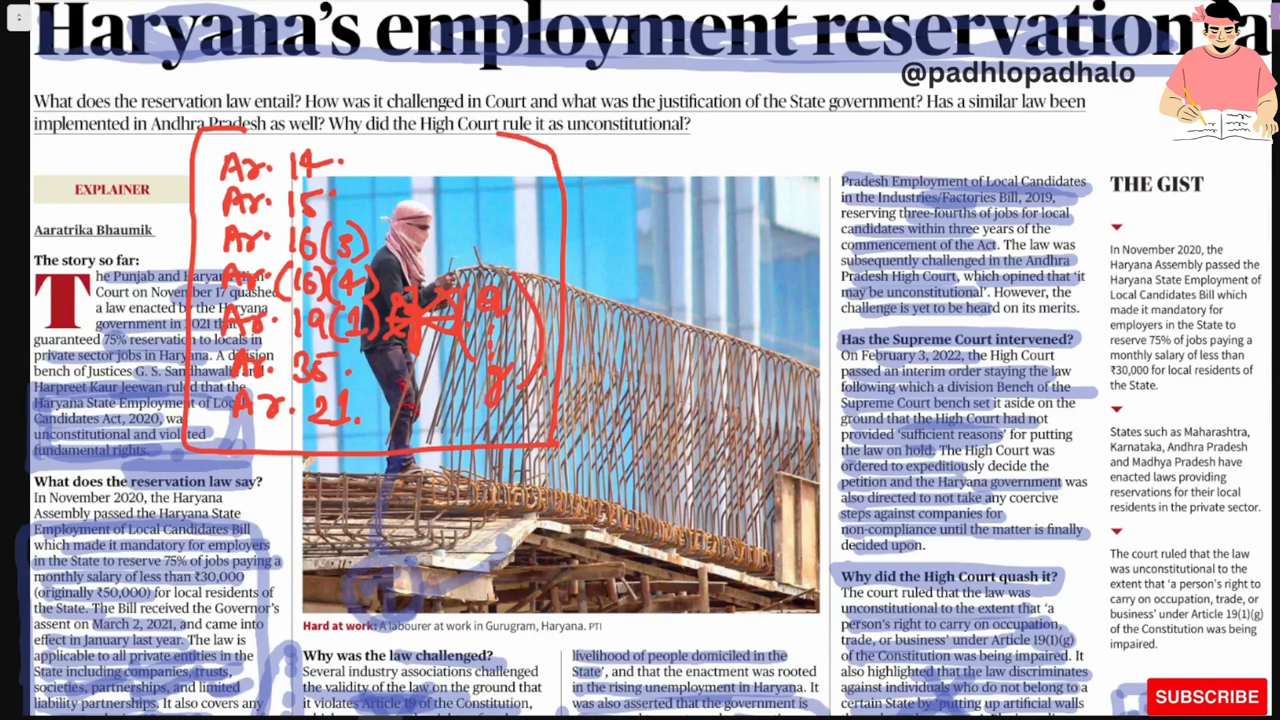 Haryana's employment reservation
@padhlopadhalo
What does the reservation law entail? How was it challenged in Court and what was the justification of the State government? Has a similar law been
implemented in Andhra Pradesh as well? Why did the High Court rule it as unconstitutional?
EXPLAINER
Aaratrika Bhaumik
The story so far:
The Punjab and Haryana
Court on November 17 quashed
a law enacted by the Haryana
government in 2021 that
guaranteed 75% reservation to locals in
private sector jobs in Haryana. A division
bench of Justices G. S. Sandhawalia and
Harpreet Kaur Jeewan ruled that the
Haryana State Employment of Local
Candidates Act, 2020, was
unconstitutional and violated
fundamental rights.
What does the reservation law say?
In November 2020, the Haryana
Assembly passed the Haryana State
Employment of Local Candidates Bill
which made it mandatory for employers
in the State to reserve 75% of jobs paying a
monthly salary of less than ₹30,000
(originally ₹50,000) for local residents of
the State. The Bill received the Governor's
assent on March 2, 2021, and came into
effect in January last year. The law is
applicable to all private entities in the
State including companies, trusts,
societies, partnerships, and limited
liability partnerships. It also covers any
Ar. 14.
Ar. 15.
Ar. 16(3)
Ar. (16)(4)
Ar. 19(1) (a
g)
Ar. 35.
Ar. 21.
Hard at work: A labourer at work in Gurugram, Haryana. PTI
Why was the law challenged?
Several industry associations challenged
the validity of the law on the ground that
it violates Article 19 of the Constitution,
livelihood of people domiciled in the
State', and that the enactment was rooted
in the rising unemployment in Haryana. It
was also asserted that the government is
Pradesh Employment of Local Candidates
in the Industries/Factories Bill, 2019,
reserving three-fourths of jobs for local
candidates within three years of the
commencement of the Act. The law was
subsequently challenged in the Andhra
Pradesh High Court, which opined that 'it
may be unconstitutional'. However, the
challenge is yet to be heard on its merits.
Has the Supreme Court intervened?
On February 3, 2022, the High Court
passed an interim order staying the law
following which a division Bench of the
Supreme Court bench set it aside on the
ground that the High Court had not
provided 'sufficient reasons' for putting
the law on hold. The High Court was
ordered to expeditiously decide the
petition and the Haryana government was
also directed to not take any coercive
steps against companies for
non-compliance until the matter is finally
decided upon.
Why did the High Court quash it?
The court ruled that the law was
unconstitutional to the extent that 'a
person's right to carry on occupation,
trade, or business' under Article 19(1)(g)
of the Constitution was being impaired. It
also highlighted that the law discriminates
against individuals who do not belong to a
certain State by 'putting up artificial walls
THE GIST
In November 2020, the
Haryana Assembly passed the
Haryana State Employment of
Local Candidates Bill which
made it mandatory for
employers in the State to
reserve 75% of jobs paying a
monthly salary of less than
₹30,000 for local residents of
the State.
States such as Maharashtra,
Karnataka, Andhra Pradesh
and Madhya Pradesh have
enacted laws providing
reservations for their local
residents in the private sector.
The court ruled that the law
was unconstitutional to the
extent that 'a person's right to
carry on occupation, trade, or
business' under Article 19(1)(g)
of the Constitution was being
impaired.
SUBSCRIBE